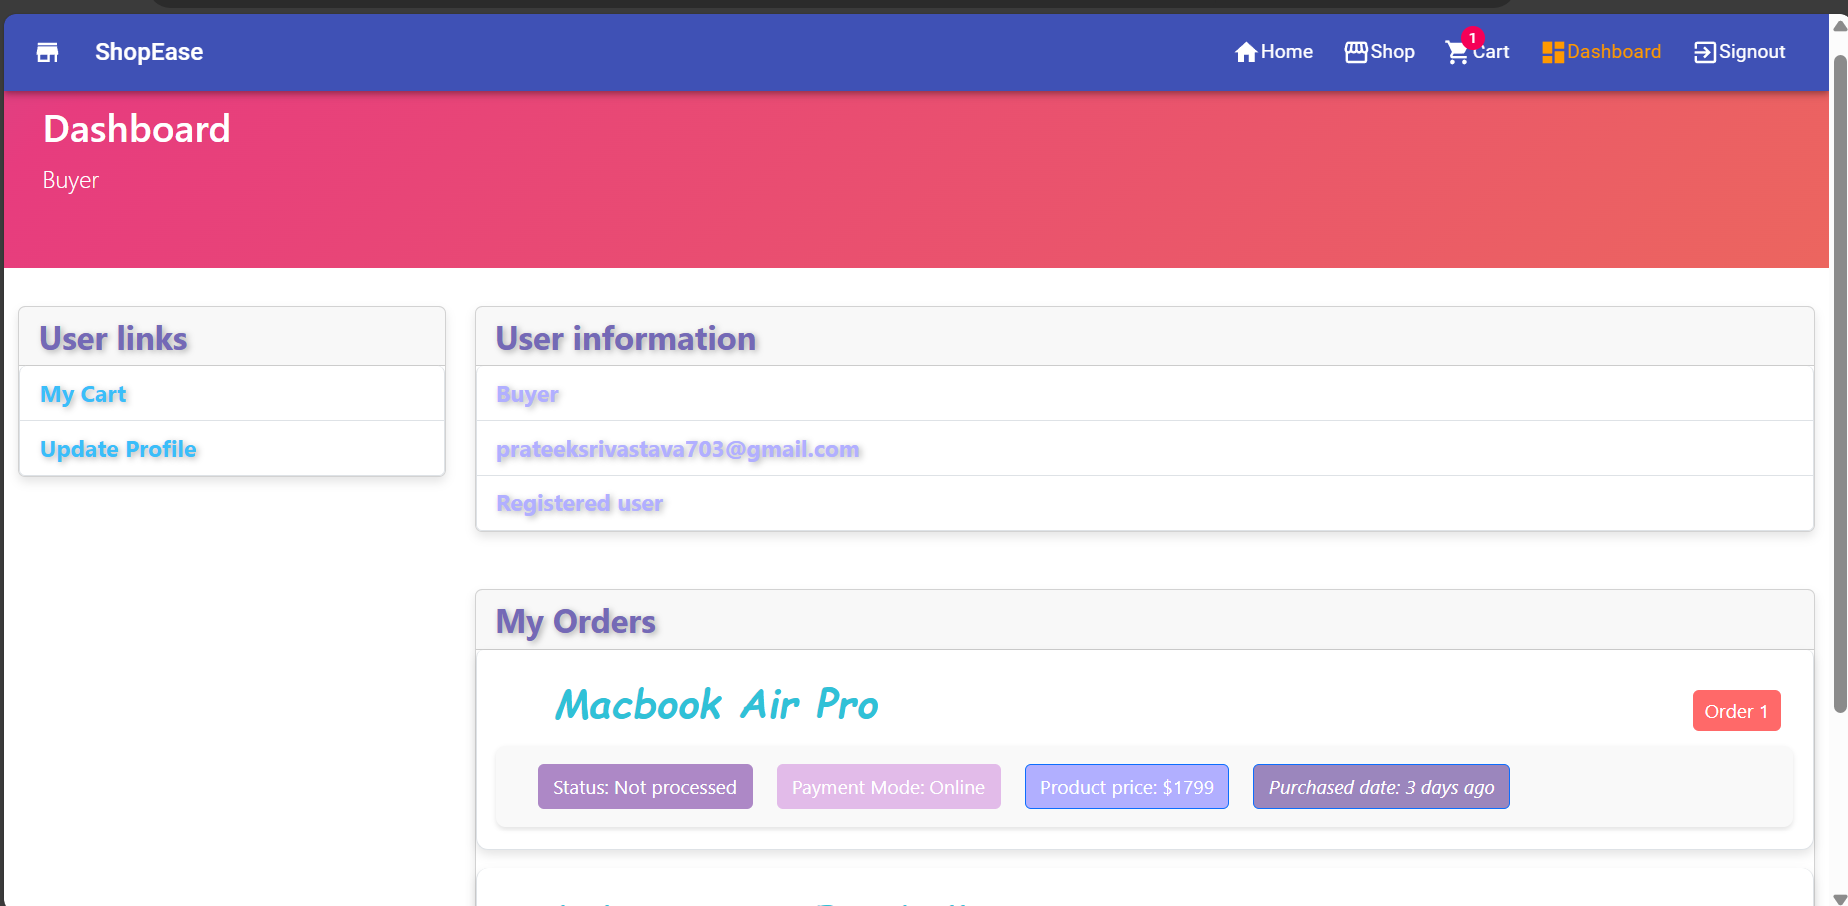 ShopEase
Home Shop 1 Cart Dashboard Signout
Dashboard
Buyer
User links
My Cart
Update Profile
User information
Buyer
prateeksrivastava703@gmail.com
Registered user
My Orders
Macbook Air Pro
Order 1
Status: Not processed
Payment Mode: Online
Product price: $1799
Purchased date: 3 days ago